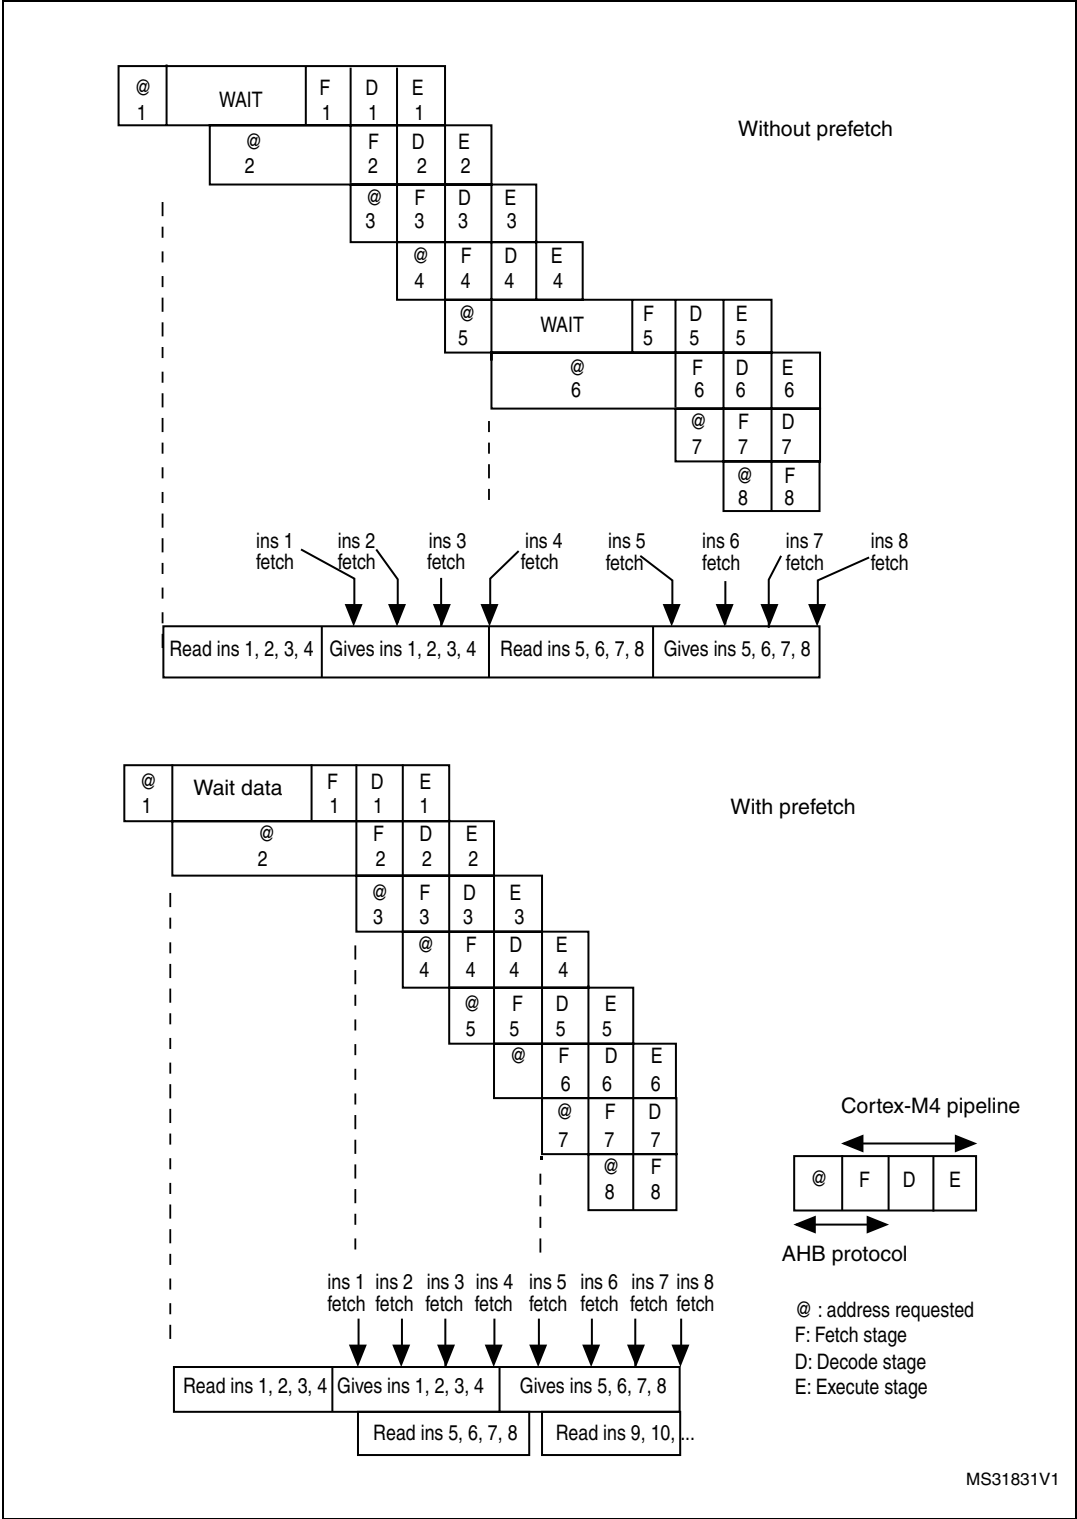 @ WAIT F D E
1 1 1 1
Without prefetch
@ F D E
2 2 2 2
@ F D E
3 3 3 3
@ F D E
4 4 4 4
@ WAIT F D E
5 5 5 5
@ F D E
6 6 6 6
@ F D
7 7 7
@ F
8 8
ins 1 ins 2 ins 3 ins 4 ins 5 ins 6 ins 7 ins 8
fetch fetch fetch fetch fetch fetch fetch fetch
Read ins 1, 2, 3, 4 Gives ins 1, 2, 3, 4 Read ins 5, 6, 7, 8 Gives ins 5, 6, 7, 8
@ Wait data F D E
1 1 1 1
With prefetch
@ F D E
2 2 2 2
@ F D E
3 3 3 3
@ F D E
4 4 4 4
@ F D E
5 5 5 5
@ F D E
6 6 6
@ F D
7 7 7
@ F
8 8
Cortex-M4 pipeline
@ F D E
AHB protocol
ins 1 ins 2 ins 3 ins 4 ins 5 ins 6 ins 7 ins 8
fetch fetch fetch fetch fetch fetch fetch fetch
@ : address requested
F: Fetch stage
D: Decode stage
E: Execute stage
Read ins 1, 2, 3, 4 Gives ins 1, 2, 3, 4 Gives ins 5, 6, 7, 8
Read ins 5, 6, 7, 8 Read ins 9, 10, ...
MS31831V1